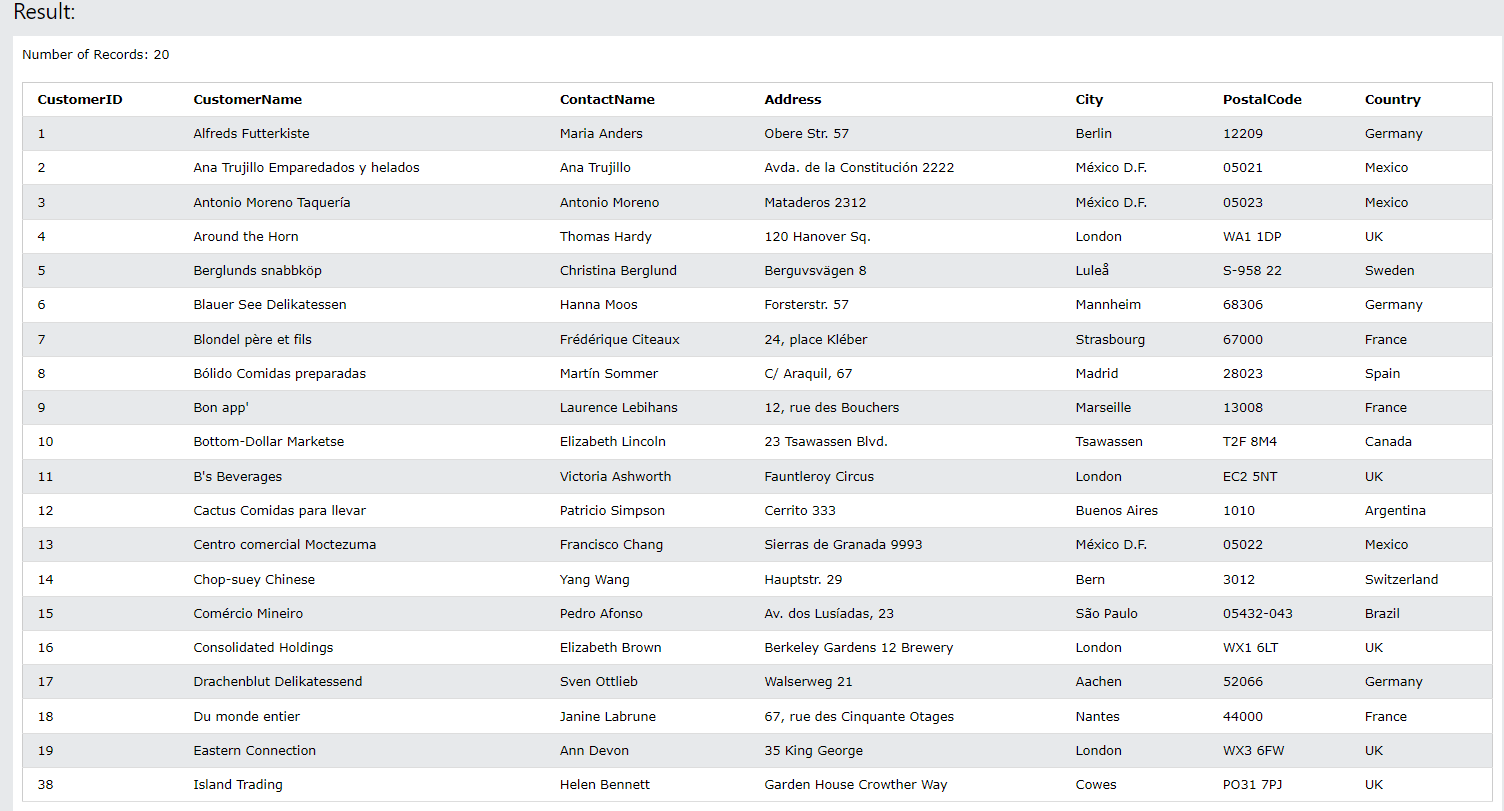 Result:
Number of Records: 20
CustomerID CustomerName ContactName Address City PostalCode Country
1 Alfreds Futterkiste Maria Anders Obere Str. 57 Berlin 12209 Germany
2 Ana Trujillo Emparedados y helados Ana Trujillo Avda. de la Constitución 2222 México D.F. 05021 Mexico
3 Antonio Moreno Taquería Antonio Moreno Mataderos 2312 México D.F. 05023 Mexico
4 Around the Horn Thomas Hardy 120 Hanover Sq. London WA1 1DP UK
5 Berglunds snabbköp Christina Berglund Berguvsvägen 8 Luleå S-958 22 Sweden
6 Blauer See Delikatessen Hanna Moos Forsterstr. 57 Mannheim 68306 Germany
7 Blondel père et fils Frédérique Citeaux 24, place Kléber Strasbourg 67000 France
8 Bólido Comidas preparadas Martín Sommer C/ Araquil, 67 Madrid 28023 Spain
9 Bon app' Laurence Lebihans 12, rue des Bouchers Marseille 13008 France
10 Bottom-Dollar Marketse Elizabeth Lincoln 23 Tsawassen Blvd. Tsawassen T2F 8M4 Canada
11 B's Beverages Victoria Ashworth Fauntleroy Circus London EC2 5NT UK
12 Cactus Comidas para llevar Patricio Simpson Cerrito 333 Buenos Aires 1010 Argentina
13 Centro comercial Moctezuma Francisco Chang Sierras de Granada 9993 México D.F. 05022 Mexico
14 Chop-suey Chinese Yang Wang Hauptstr. 29 Bern 3012 Switzerland
15 Comércio Mineiro Pedro Afonso Av. dos Lusíadas, 23 São Paulo 05432-043 Brazil
16 Consolidated Holdings Elizabeth Brown Berkeley Gardens 12 Brewery London WX1 6LT UK
17 Drachenblut Delikatessend Sven Ottlieb Walserweg 21 Aachen 52066 Germany
18 Du monde entier Janine Labrune 67, rue des Cinquante Otages Nantes 44000 France
19 Eastern Connection Ann Devon 35 King George London WX3 6FW UK
38 Island Trading Helen Bennett Garden House Crowther Way Cowes PO31 7PJ UK